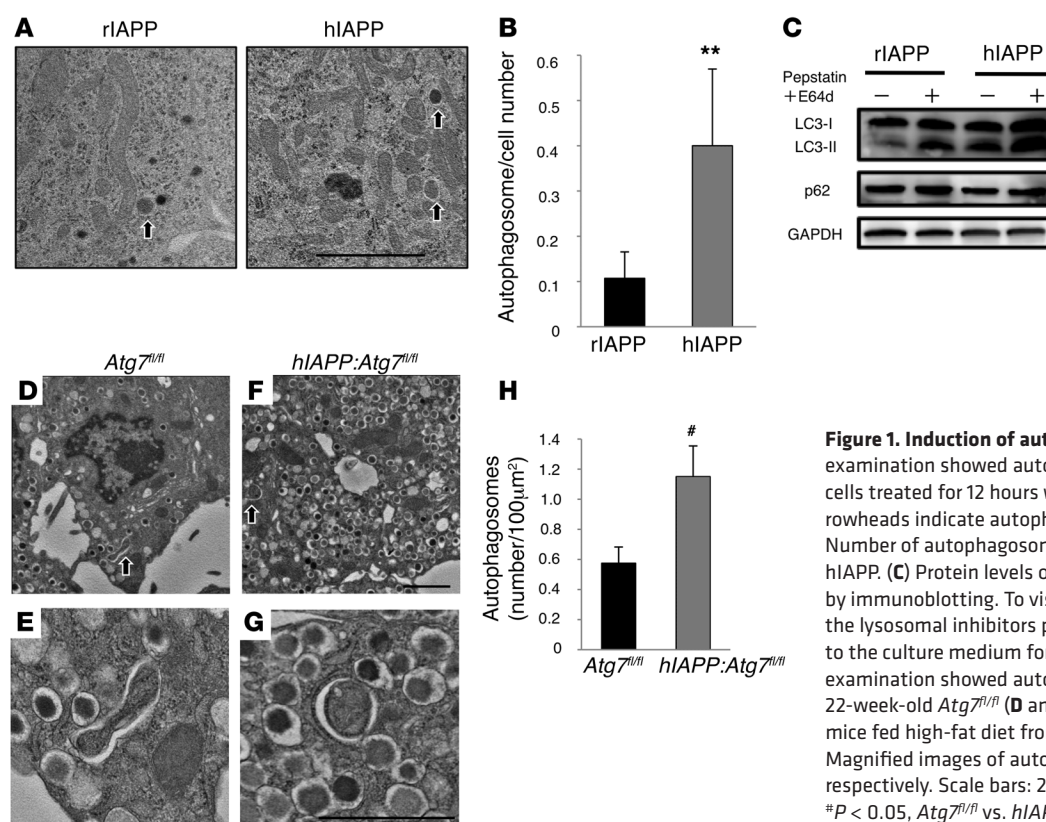 A
rIAPP
hIAPP
B
Autophagosome/cell number
0.6
0.5
0.4
0.3
0.2
0.1
0
**
rIAPP
hIAPP
C
rIAPP
hIAPP
Pepstatin
+E64d
− + − +
LC3-I
LC3-II
p62
GAPDH
Atg7fl/fl
hIAPP:Atg7fl/fl
D
F
E
G
H
Autophagosomes
(number/100μm²)
1.4
1.2
1.0
0.8
0.6
0.4
0.2
0
#
Atg7fl/fl
hIAPP:Atg7fl/fl
Figure 1. Induction of aut
examination showed auto
cells treated for 12 hours w
rowheads indicate autoph
Number of autophagosor
hIAPP. (C) Protein levels o
by immunoblotting. To vis
the lysosomal inhibitors p
to the culture medium for
examination showed auto
22-week-old Atg7fl/fl (D an
mice fed high-fat diet fro
Magnified images of auto
respectively. Scale bars: 2
#P < 0.05, Atg7fl/fl vs. hIAP